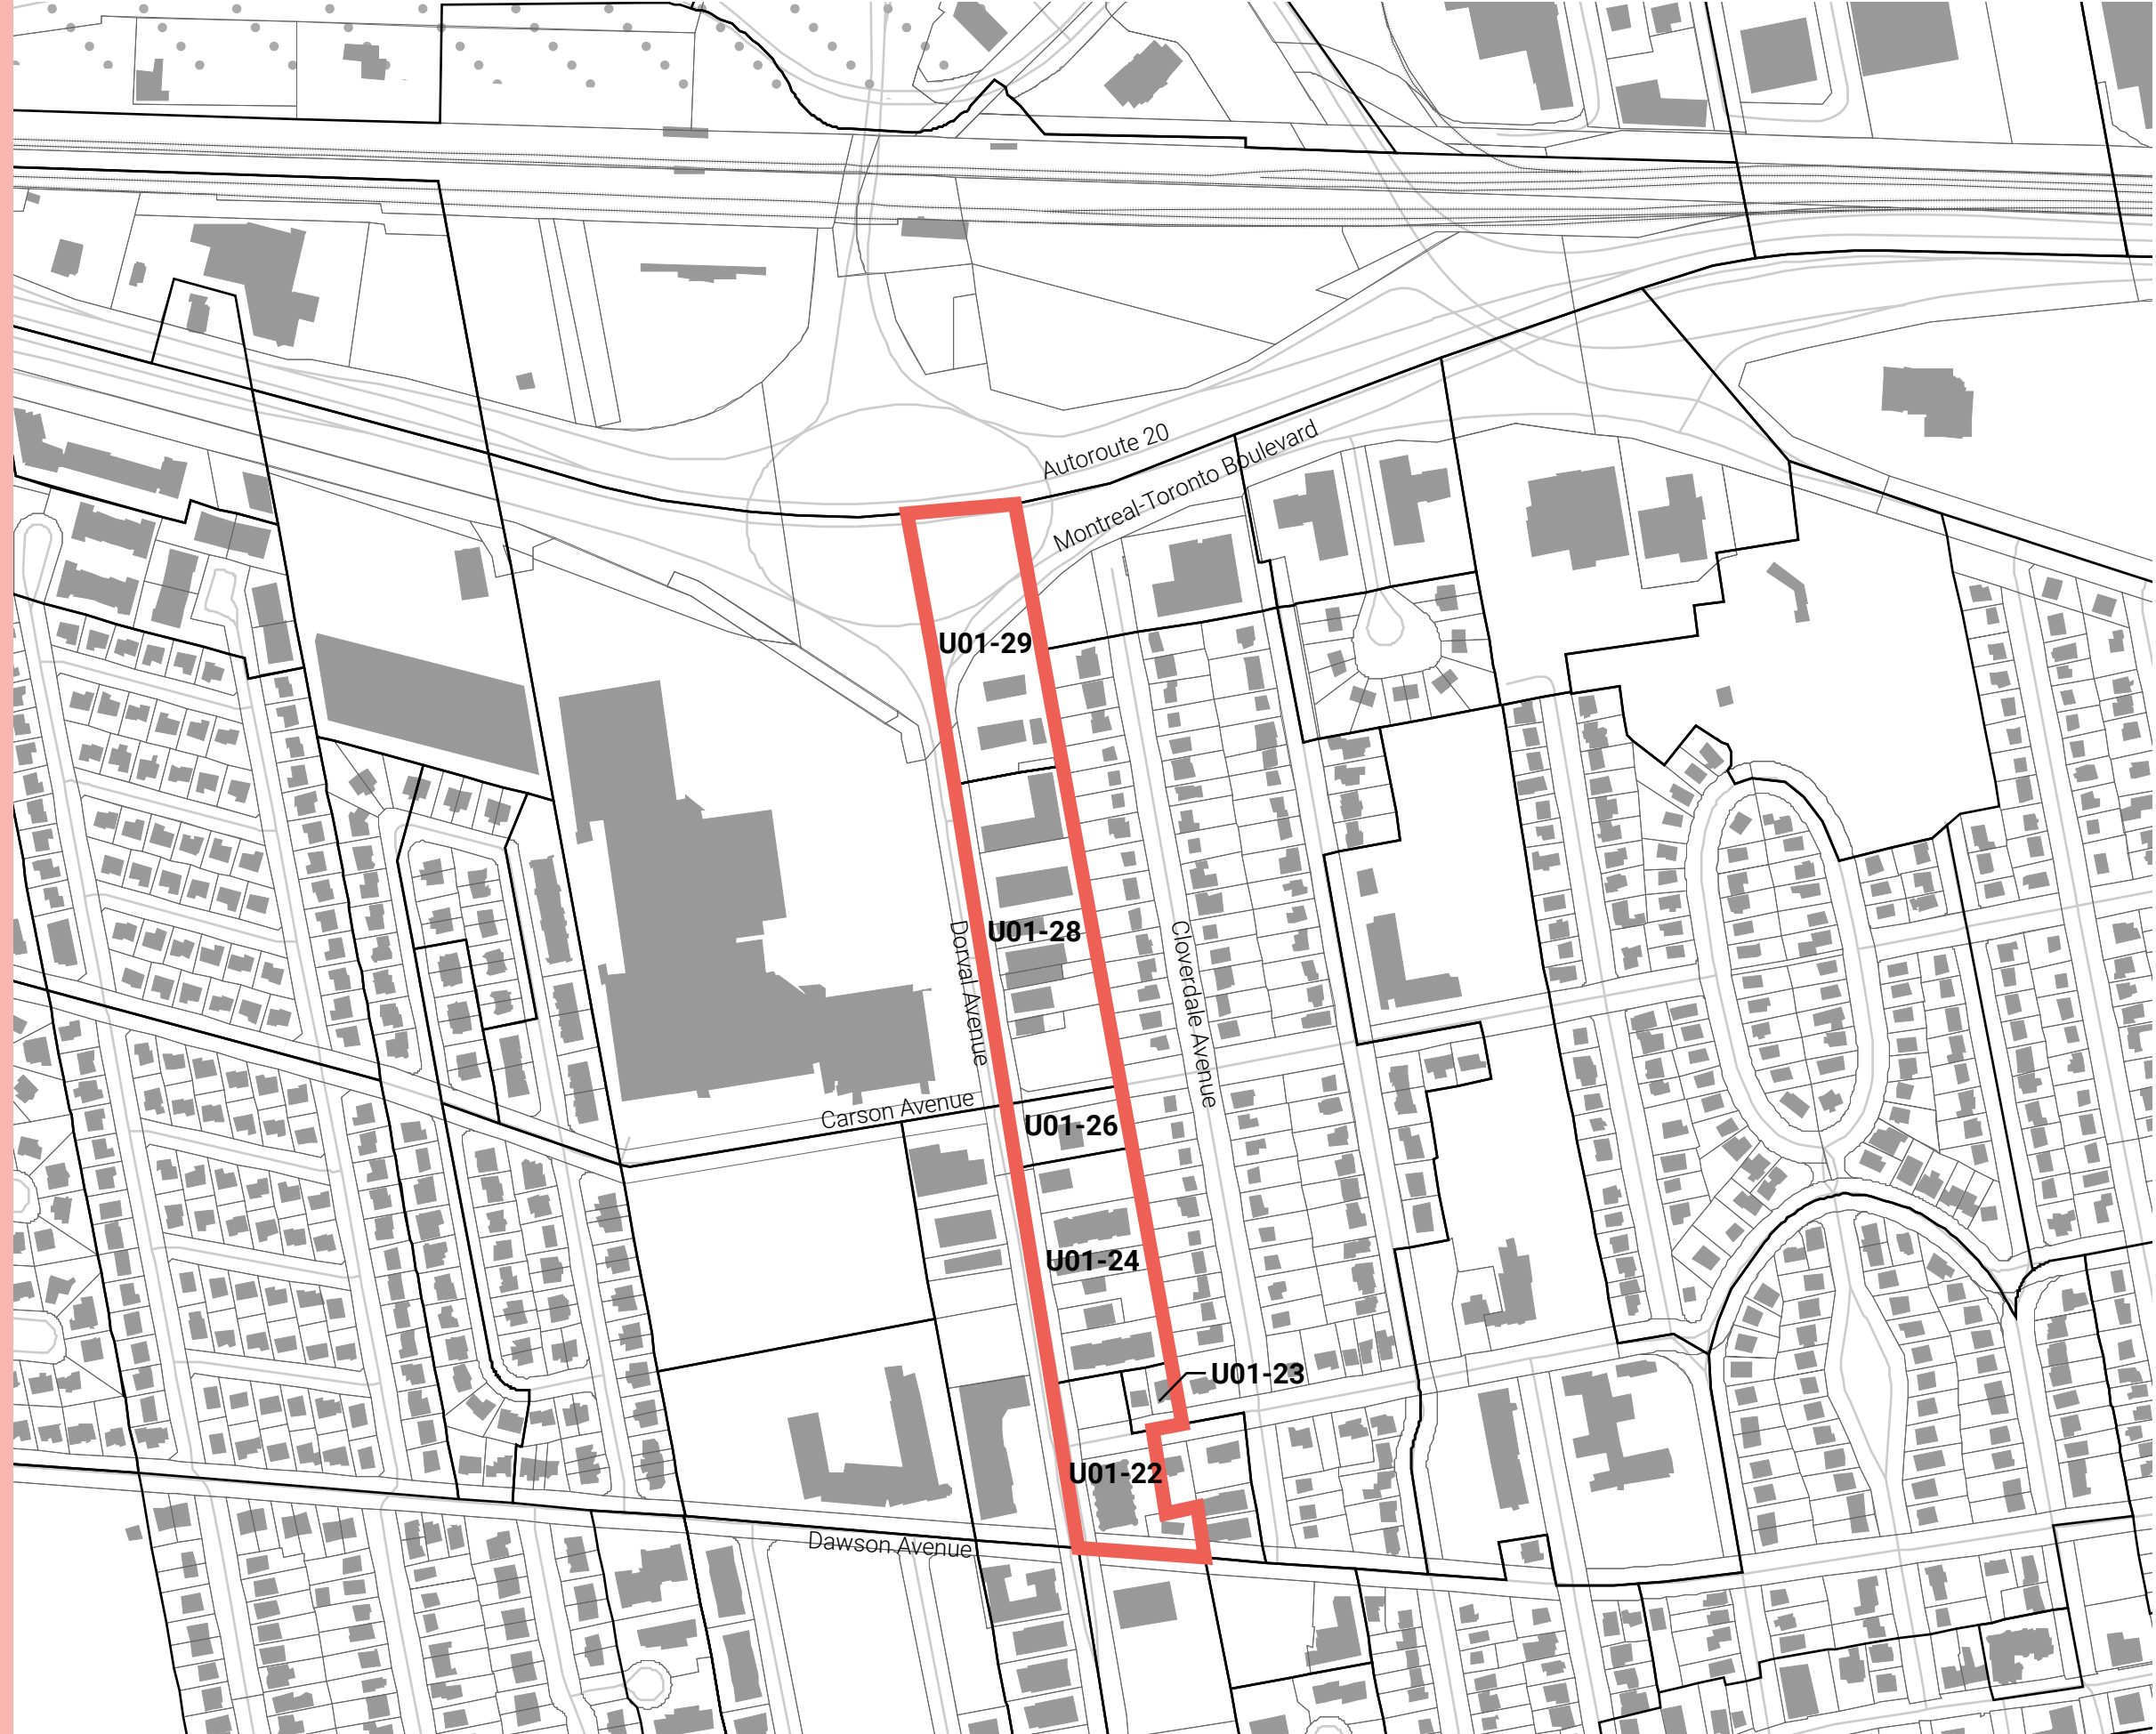 Autoroute 20
Montreal-Toronto Boulevard
U01-29
Dorval Avenue
U01-28
Cloverdale Avenue
Carson Avenue
U01-26
U01-24
U01-23
U01-22
Dawson Avenue